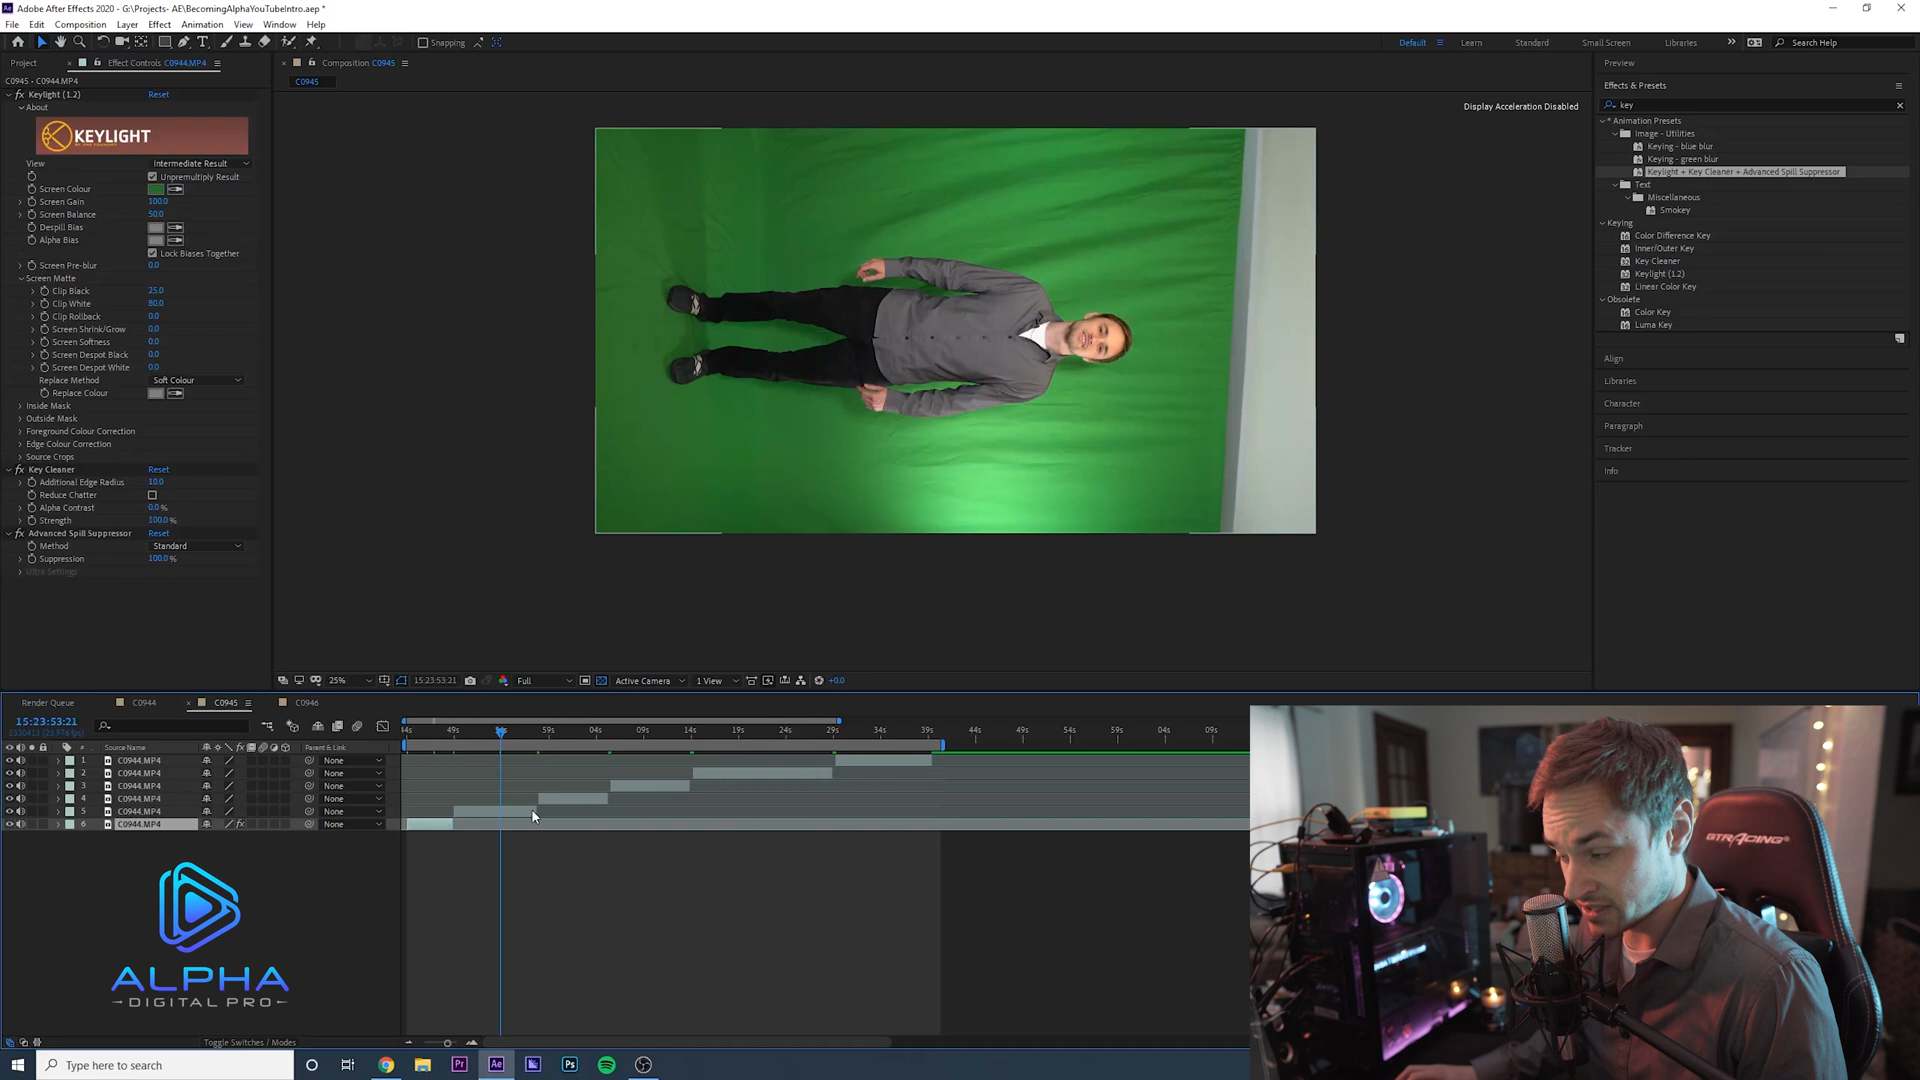 Adobe After Effects 2020 - G:\Projects- AE\BecomingAlphaYouTubeIntro.aep *
File Edit Composition Layer Effect Animation View Window Help
Snapping
Default Learn Standard Small Screen Libraries Search Help
Project Effect Controls C0944.MP4
C0945 • C0944.MP4
fx Keylight (1.2) Reset
About
KEYLIGHT
BY THE FOUNDRY
View Intermediate Result
Unpremultiply Result
Screen Colour
Screen Gain 100.0
Screen Balance 50.0
Despill Bias
Alpha Bias
Lock Biases Together
Screen Pre-blur 0.0
Screen Matte
Clip Black 25.0
Clip White 80.0
Clip Rollback 0.0
Screen Shrink/Grow 0.0
Screen Softness 0.0
Screen Despot Black 0.0
Screen Despot White 0.0
Replace Method Soft Colour
Replace Colour
Inside Mask
Outside Mask
Foreground Colour Correction
Edge Colour Correction
Source Crops
fx Key Cleaner Reset
Additional Edge Radius 10.0
Reduce Chatter
Alpha Contrast 0.0 %
Strength 100.0 %
fx Advanced Spill Suppressor Reset
Method Standard
Suppression 100.0 %
Ultra Settings
Composition C0945
C0945
Display Acceleration Disabled
25% 15:23:53:21 Full Active Camera 1 View +0.0
Preview
Effects & Presets
key
* Animation Presets
Image - Utilities
Keying - blue blur
Keying - green blur
Keylight + Key Cleaner + Advanced Spill Suppressor
Text
Miscellaneous
Smokey
Keying
Color Difference Key
Inner/Outer Key
Key Cleaner
Keylight (1.2)
Linear Color Key
Obsolete
Color Key
Luma Key
Align
Libraries
Character
Paragraph
Tracker
Info
Render Queue C0944 C0945 C0946
15:23:53:21
1330413 (23.976 fps)
44s 49s 59s 04s 09s 14s 19s 24s 29s 34s 39s 44s 49s 54s 59s 04s 09s
# Source Name fx Parent & Link
1 C0944.MP4 None
2 C0944.MP4 None
3 C0944.MP4 None
4 C0944.MP4 None
5 C0944.MP4 None
6 C0944.MP4 fx None
ALPHA
DIGITAL PRO
Toggle Switches / Modes
GTRACING
Type here to search
Pr Ae Ps